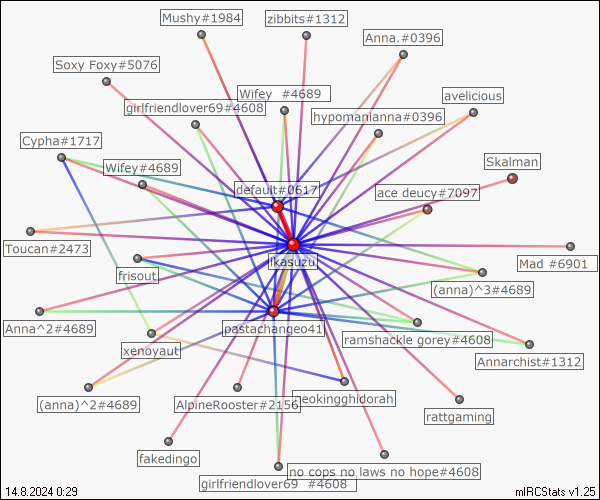 Mushy#1984
zibbits#1312
Anna.#0396
Soxy Foxy#5076
Wifey  #4689
avelicious
girlfriendlover69#4608
hypomanianna#0396
Cypha#1717
Wifey#4689
Skalman
default#0617
ace deucy#7097
Toucan#2473
ikasuzu
Mad #6901
frisout
(anna)^3#4689
Anna^2#4689
pastachangeo41
ramshackle gorey#4608
xenoyaut
Annarchist#1312
(anna)^2#4689
AlpineRooster#2156
neokingghidorah
rattgaming
fakedingo
no cops no laws no hope#4608
girlfriendlover69  #4608
14.8.2024 0:29
mIRCStats v1.25